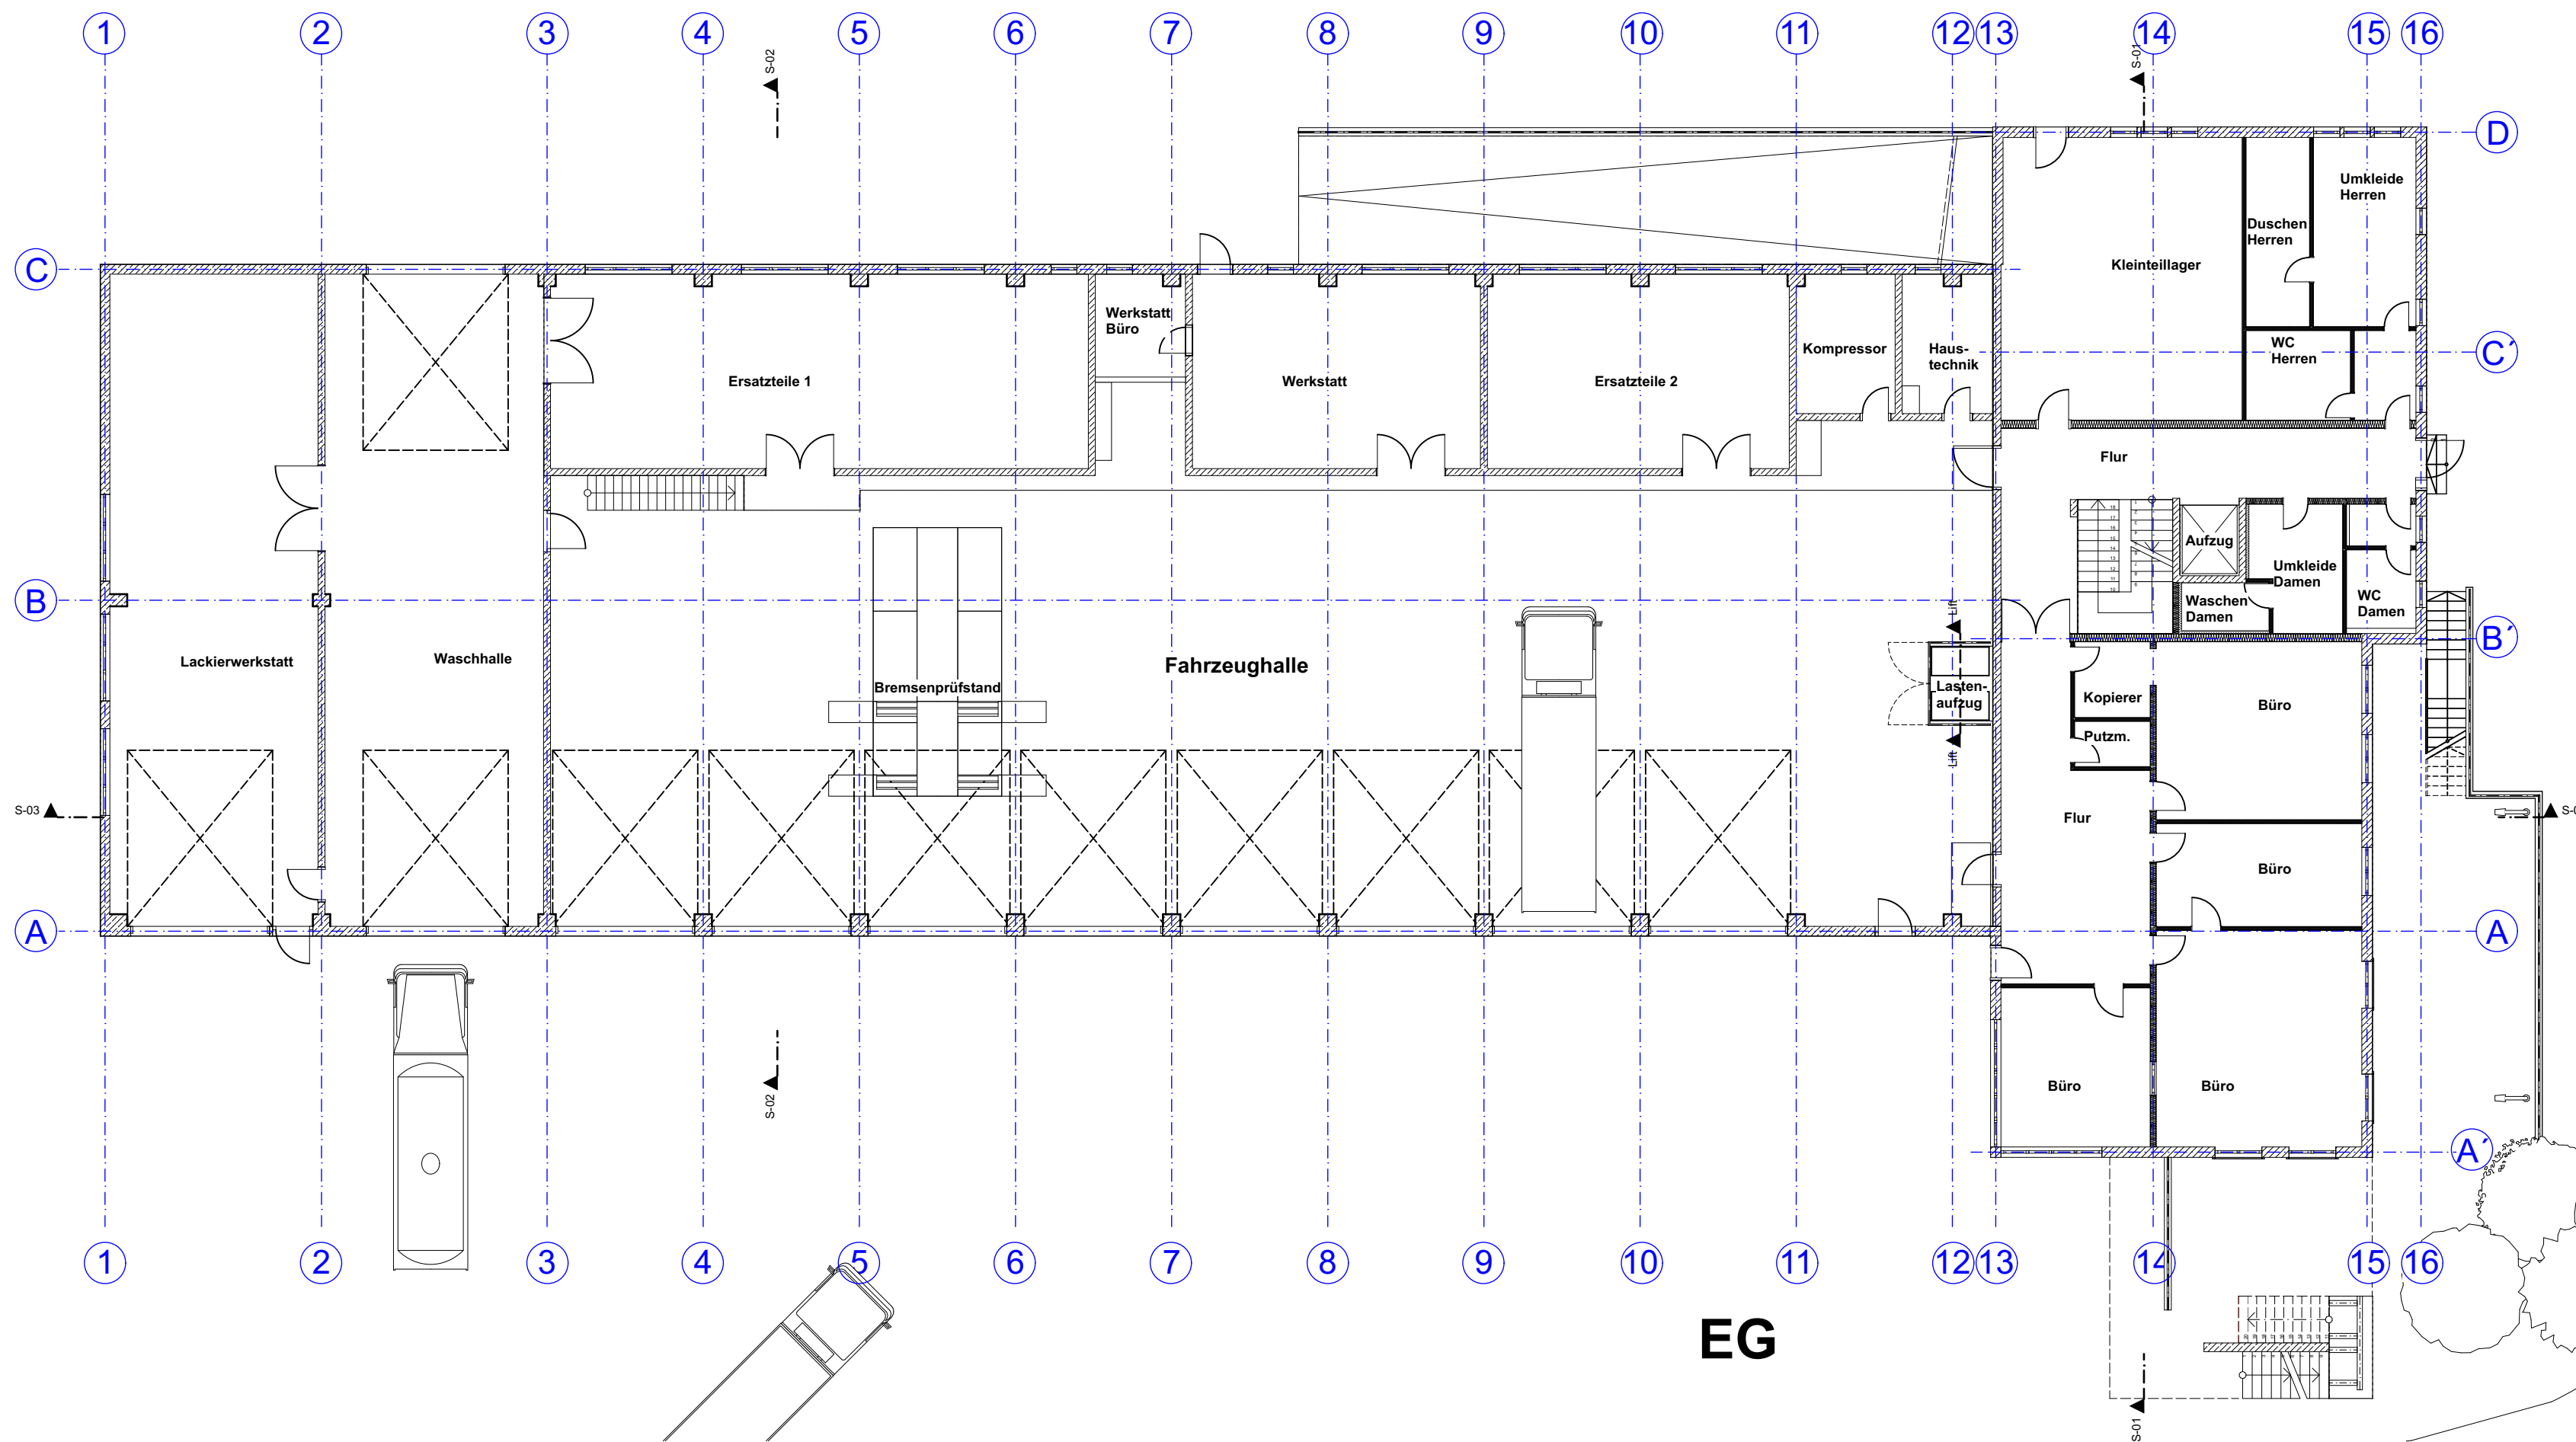 1 2 3 4 5 6 7 8 9 10 11 12 13 14 15 16
S-02
S-01
D
Umkleide
Herren
Duschen
Herren
Kleinteillager
C
Werkstatt
Büro
WC
Herren
C´
Kompressor
Haus-
technik
Ersatzteile 1
Werkstatt
Ersatzteile 2
Flur
Aufzug
Umkleide
Damen
B
Waschen
Damen
WC
Damen
Lift
B´
Lackierwerkstatt
Waschhalle
Fahrzeughalle
Bremsenprüfstand
Lasten-
aufzug
Kopierer
Büro
Putzm.
Lift
S-03
Flur
S-0
Büro
A
A
Büro
Büro
S-02
A´
1 2 3 4 5 6 7 8 9 10 11 12 13 14 15 16
EG
S-01